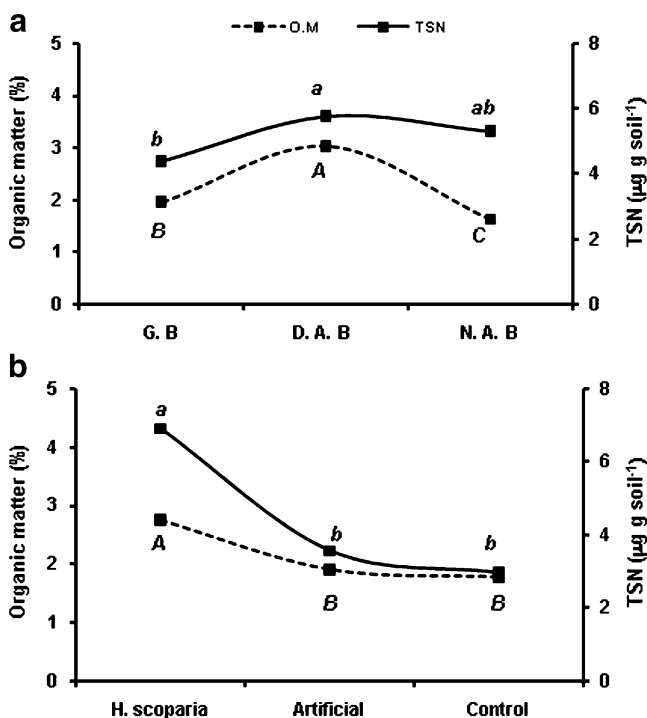 a
O.M TSN
5 8
4 a ab 6
b
3 4
A
2
B C 2
1
0 0
Organic matter (%) TSN (µg g soil-1)
G. B D. A. B N. A. B
b
5 8
a
4 6
3 4
A b b
2
B B 2
1
0 0
Organic matter (%) TSN (µg g soil-1)
H. scoparia Artificial Control